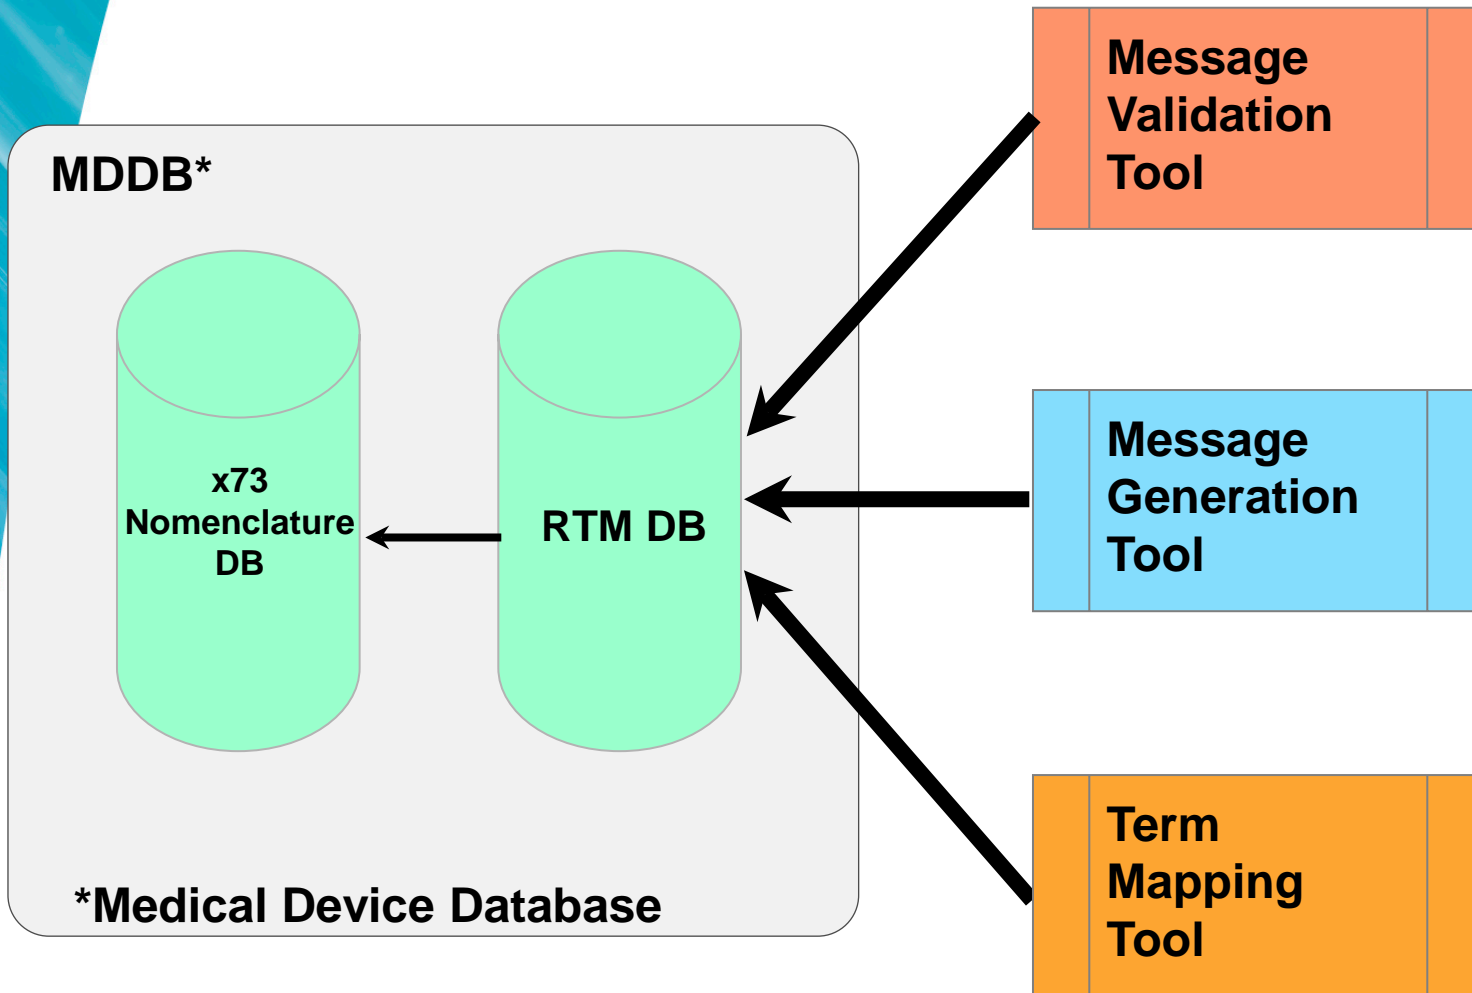 MDDB*
x73
Nomenclature
DB
RTM DB
*Medical Device Database
Message
Validation
Tool
Message
Generation
Tool
Term
Mapping
Tool